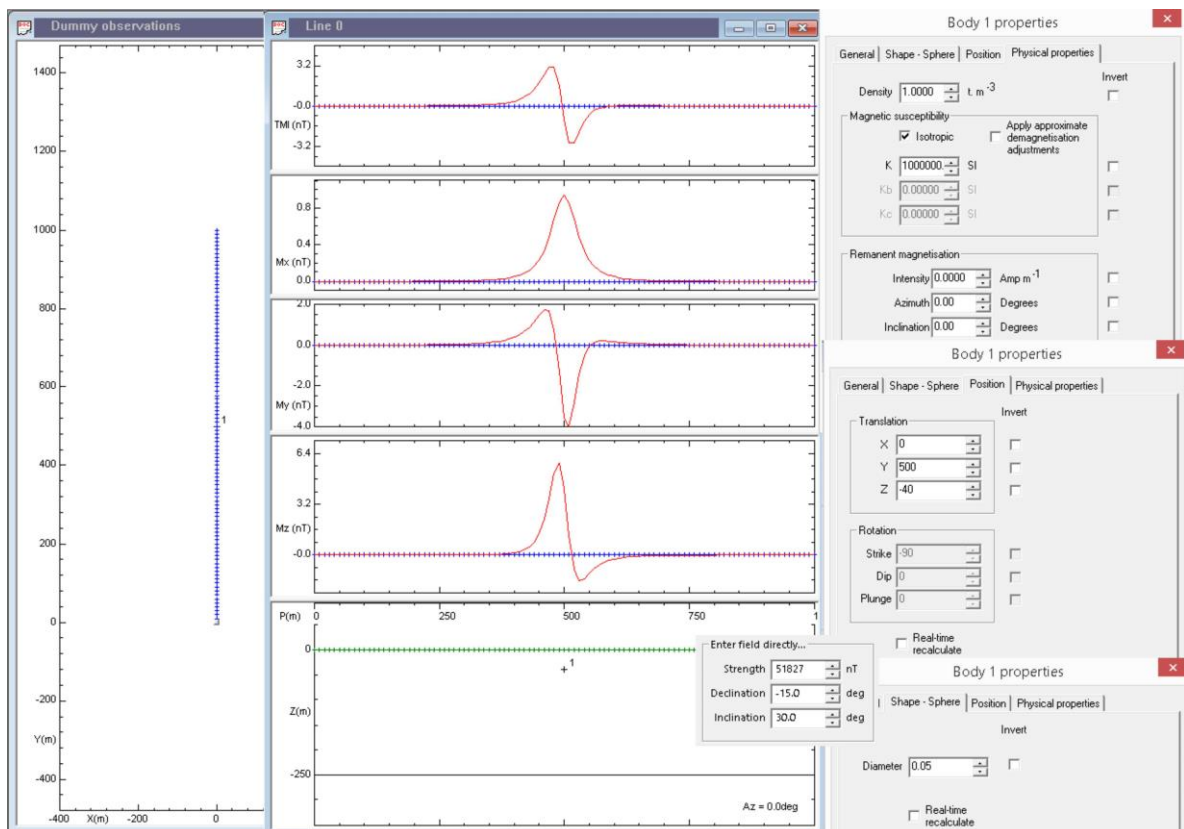 Dummy observations
1400
1200
1000
800
600
400
200
0
-200
Y(m)
-400
-400 X(m) -200 0
1
Line 0
3.2
-0.0
TMI (nT)
-3.2
0.8
0.4
Mx (nT)
0.0
2.0
0.0
-2.0
My (nT)
-4.0
6.4
3.2
Mz (nT)
-0.0
P(m) 0 250 500 750 1
0
1
Z(m)
-250
Az = 0.0deg
Enter field directly...
Strength 51827 nT
Declination -15.0 deg
Inclination 30.0 deg
Body 1 properties
General Shape - Sphere Position Physical properties
Invert
Density 1.0000 t. m -3
Magnetic susceptibility
Isotropic
Apply approximate
demagnetisation
adjustments
K 1000000. SI
Kb 0.00000 SI
Kc 0.00000 SI
Remanent magnetisation
Intensity 0.0000 Amp m -1
Azimuth 0.00 Degrees
Inclination 0.00 Degrees
Body 1 properties
General Shape - Sphere Position Physical properties
Invert
Translation
X 0
Y 500
Z -40
Rotation
Strike -90
Dip 0
Plunge 0
Real-time
recalculate
Body 1 properties
Shape - Sphere Position Physical properties
Invert
Diameter 0.05
Real-time
recalculate